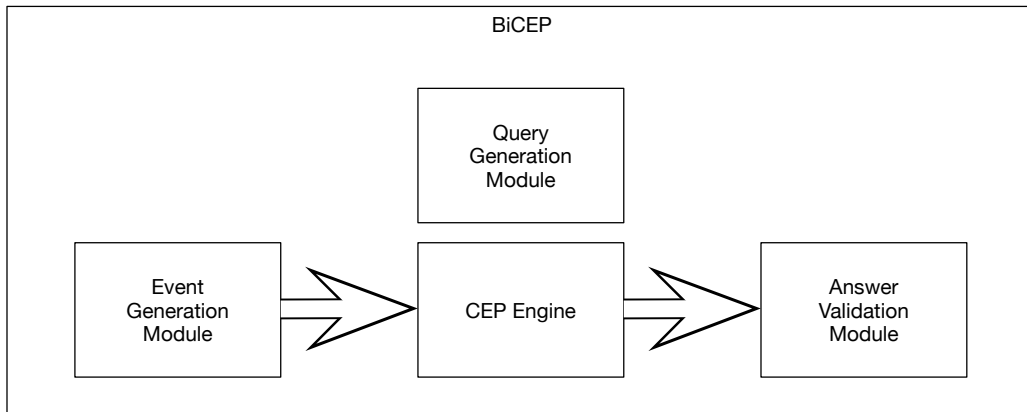 BiCEP
Query
Generation
Module
Event
Generation
Module
CEP Engine
Answer
Validation
Module